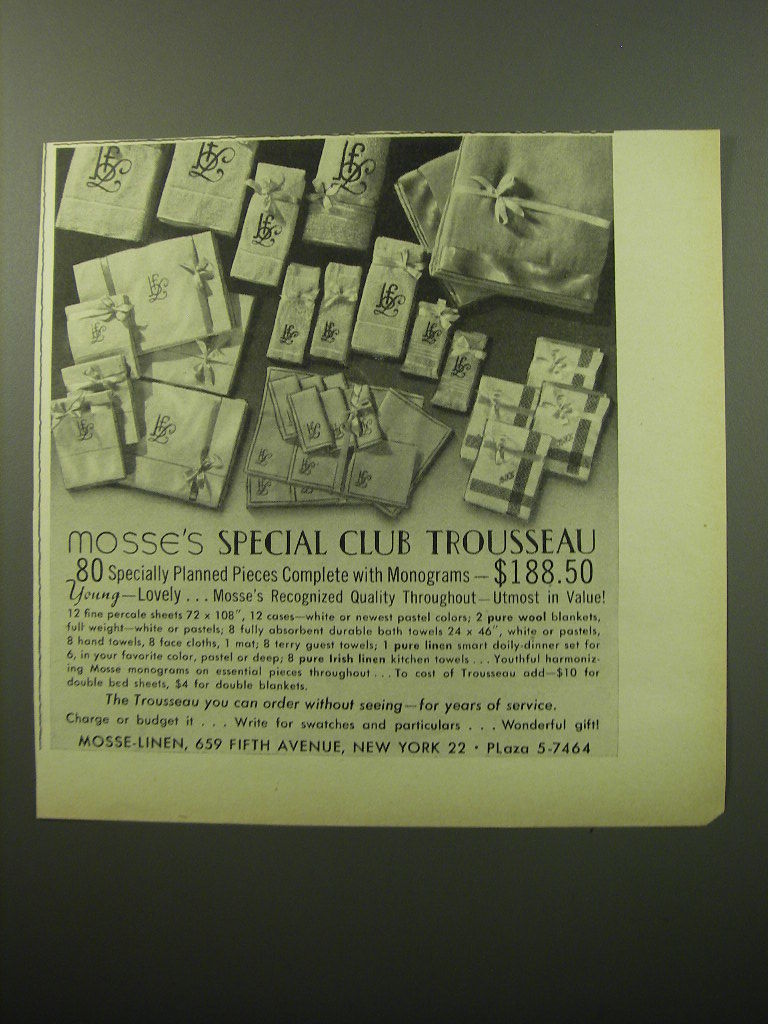 MOSSE'S SPECIAL CLUB TROUSSEAU
80 Specially Planned Pieces Complete with Monograms — $188.50
Young—Lovely . . . Mosse's Recognized Quality Throughout—Utmost in Value!
12 fine percale sheets 72 x 108", 12 cases—white or newest pastel colors; 2 pure wool blankets,
full weight—white or pastels; 8 fully absorbent durable bath towels 24 x 46", white or pastels,
8 hand towels, 8 face cloths, 1 mat; 8 terry guest towels; 1 pure linen smart doily-dinner set for
6, in your favorite color, pastel or deep; 8 pure Irish linen kitchen towels . . . Youthful harmoniz-
ing Mosse monograms on essential pieces throughout . . . To cost of Trousseau add—$10 for
double bed sheets, $4 for double blankets.
The Trousseau you can order without seeing—for years of service.
Charge or budget it . . . Write for swatches and particulars . . . Wonderful gift!
MOSSE-LINEN, 659 FIFTH AVENUE, NEW YORK 22 · PLaza 5-7464